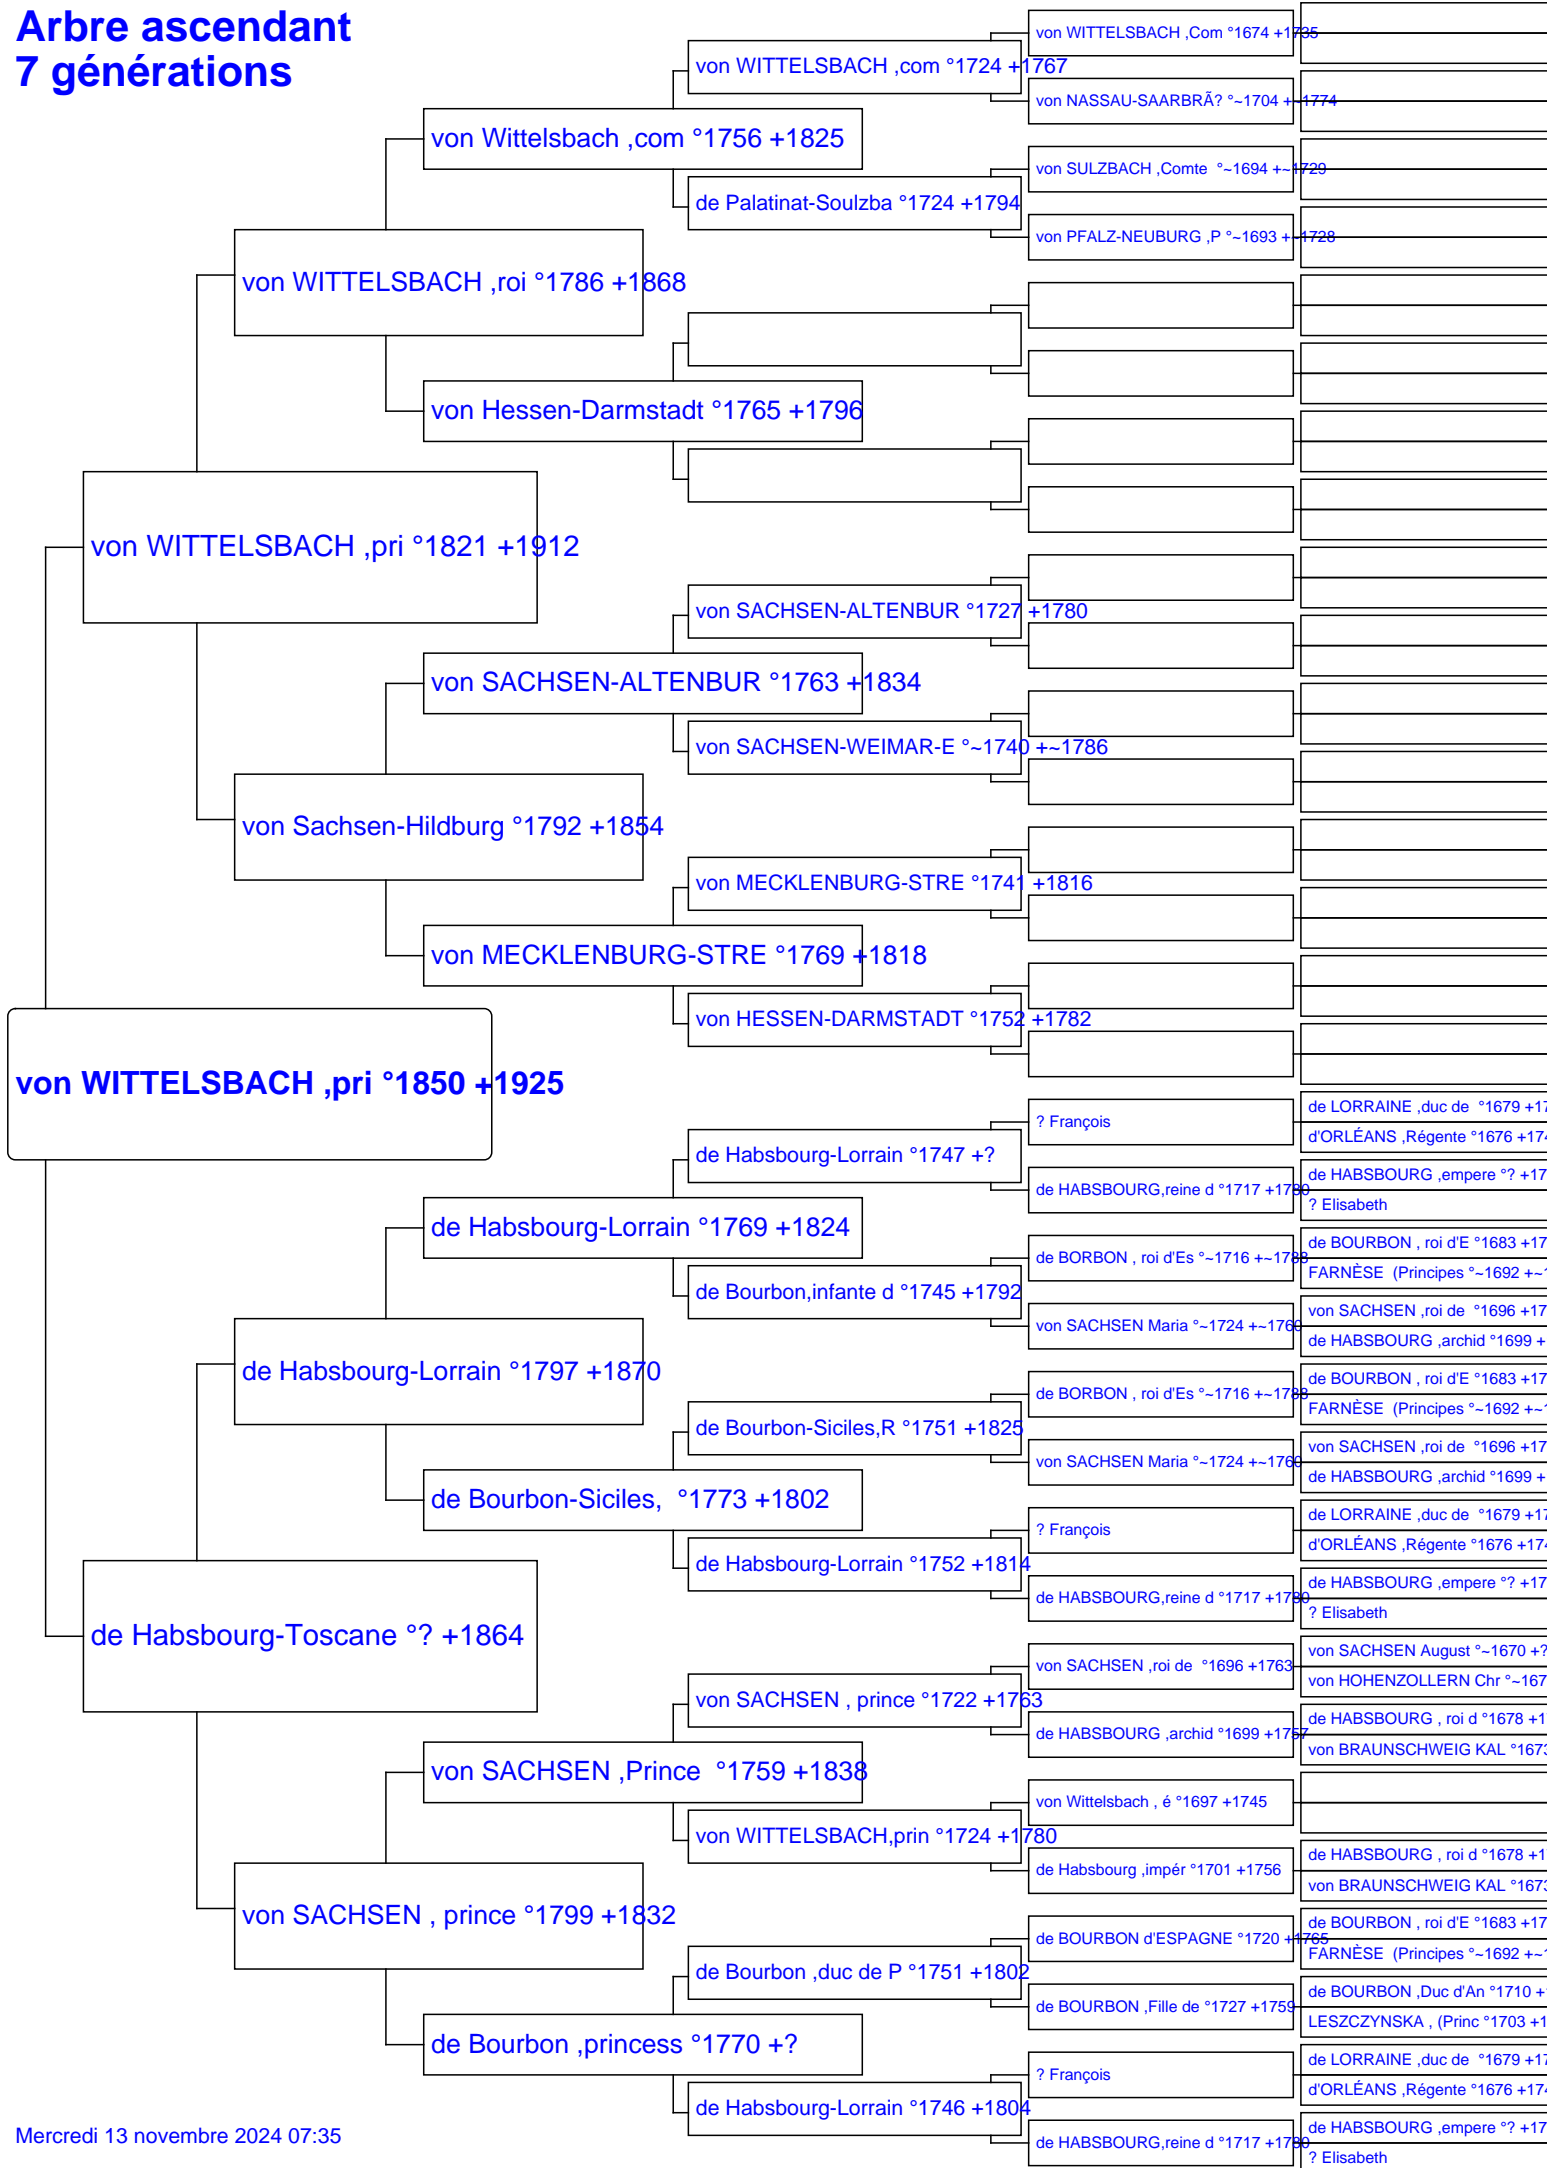 Arbre ascendant
7 générations
von WITTELSBACH ,Com °1674 +1735
von WITTELSBACH ,com °1724 +1767
von NASSAU-SAARBRÃ? °~1704 +~1774
von Wittelsbach ,com °1756 +1825
von SULZBACH ,Comte  °~1694 +~1729
de Palatinat-Soulzba °1724 +1794
von PFALZ-NEUBURG ,P °~1693 +~1728
von WITTELSBACH ,roi °1786 +1868
von Hessen-Darmstadt °1765 +1796
von WITTELSBACH ,pri °1821 +1912
von SACHSEN-ALTENBUR °1727 +1780
von SACHSEN-ALTENBUR °1763 +1834
von SACHSEN-WEIMAR-E °~1740 +~1786
von Sachsen-Hildburg °1792 +1854
von MECKLENBURG-STRE °1741 +1816
von MECKLENBURG-STRE °1769 +1818
von HESSEN-DARMSTADT °1752 +1782
von WITTELSBACH ,pri °1850 +1925
de LORRAINE ,duc de  °1679 +17
? François
d'ORLÉANS ,Régente °1676 +174
de Habsbourg-Lorrain °1747 +?
de HABSBOURG ,empere °? +17
de HABSBOURG,reine d °1717 +1780
? Elisabeth
de Habsbourg-Lorrain °1769 +1824
de BOURBON , roi d'E °1683 +17
de BORBON , roi d'Es °~1716 +~1788
FARNÈSE  (Principes °~1692 +~1
de Bourbon,infante d °1745 +1792
von SACHSEN ,roi de  °1696 +17
von SACHSEN Maria °~1724 +~1760
de HABSBOURG ,archid °1699 +
de Habsbourg-Lorrain °1797 +1870
de BOURBON , roi d'E °1683 +17
de BORBON , roi d'Es °~1716 +~1788
FARNÈSE  (Principes °~1692 +~1
de Bourbon-Siciles,R °1751 +1825
von SACHSEN ,roi de  °1696 +17
von SACHSEN Maria °~1724 +~1760
de HABSBOURG ,archid °1699 +
de Bourbon-Siciles,  °1773 +1802
de LORRAINE ,duc de  °1679 +17
? François
d'ORLÉANS ,Régente °1676 +174
de Habsbourg-Lorrain °1752 +1814
de HABSBOURG ,empere °? +17
de HABSBOURG,reine d °1717 +1780
? Elisabeth
de Habsbourg-Toscane °? +1864
von SACHSEN August °~1670 +?
von SACHSEN ,roi de  °1696 +1763
von HOHENZOLLERN Chr °~167
von SACHSEN , prince °1722 +1763
de HABSBOURG , roi d °1678 +1
de HABSBOURG ,archid °1699 +1757
von BRAUNSCHWEIG KAL °1673
von SACHSEN ,Prince  °1759 +1838
von Wittelsbach , é °1697 +1745
von WITTELSBACH,prin °1724 +1780
de HABSBOURG , roi d °1678 +1
de Habsbourg ,impér °1701 +1756
von BRAUNSCHWEIG KAL °1673
von SACHSEN , prince °1799 +1832
de BOURBON , roi d'E °1683 +17
de BOURBON d'ESPAGNE °1720 +1765
FARNÈSE  (Principes °~1692 +~1
de Bourbon ,duc de P °1751 +1802
de BOURBON ,Duc d'An °1710 +
de BOURBON ,Fille de °1727 +1759
LESZCZYNSKA , (Princ °1703 +1
de Bourbon ,princess °1770 +?
de LORRAINE ,duc de  °1679 +17
? François
d'ORLÉANS ,Régente °1676 +174
de Habsbourg-Lorrain °1746 +1804
de HABSBOURG ,empere °? +17
de HABSBOURG,reine d °1717 +1780
? Elisabeth
Mercredi 13 novembre 2024 07:35